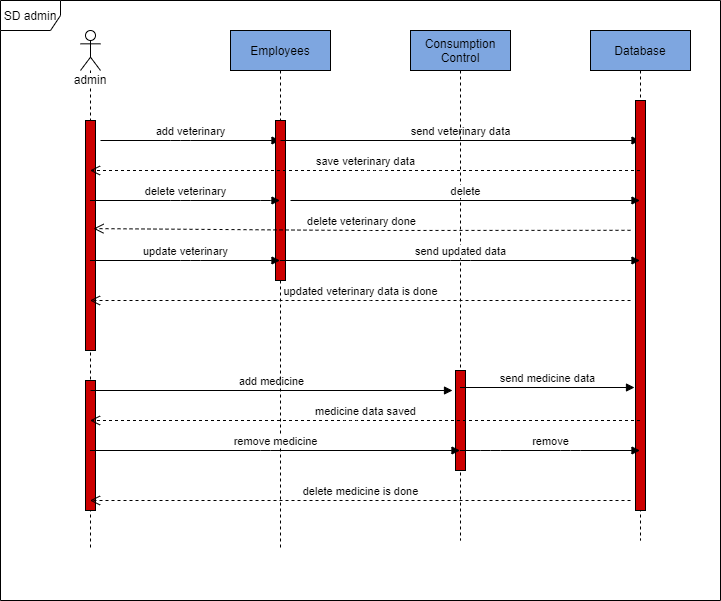 SD admin
admin
Employees
Consumption
Control
Database
add veterinary
send veterinary data
save veterinary data
delete veterinary
delete
delete veterinary done
update veterinary
send updated data
updated veterinary data is done
add medicine
send medicine data
medicine data saved
remove medicine
remove
delete medicine is done